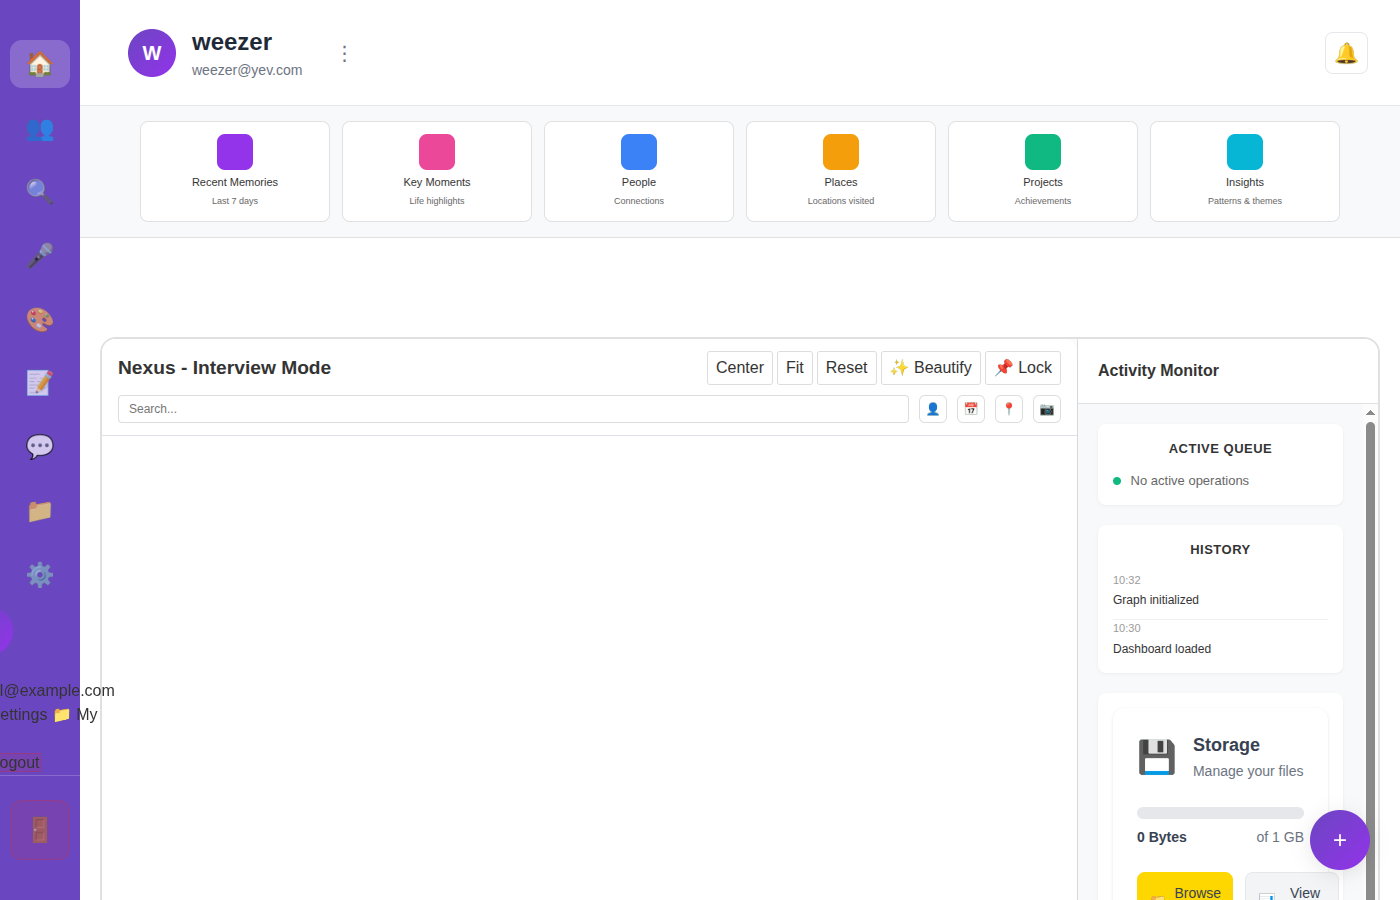 W
weezer
weezer@yev.com
Recent Memories
Last 7 days
Key Moments
Life highlights
People
Connections
Places
Locations visited
Projects
Achievements
Insights
Patterns & themes
Nexus - Interview Mode
Center
Fit
Reset
✨ Beautify
📌 Lock
Search...
Activity Monitor
ACTIVE QUEUE
No active operations
HISTORY
10:32
Graph initialized
10:30
Dashboard loaded
l@example.com
ettings 📁 My
ogout
Storage
Manage your files
0 Bytes
of 1 GB
+
Browse
View